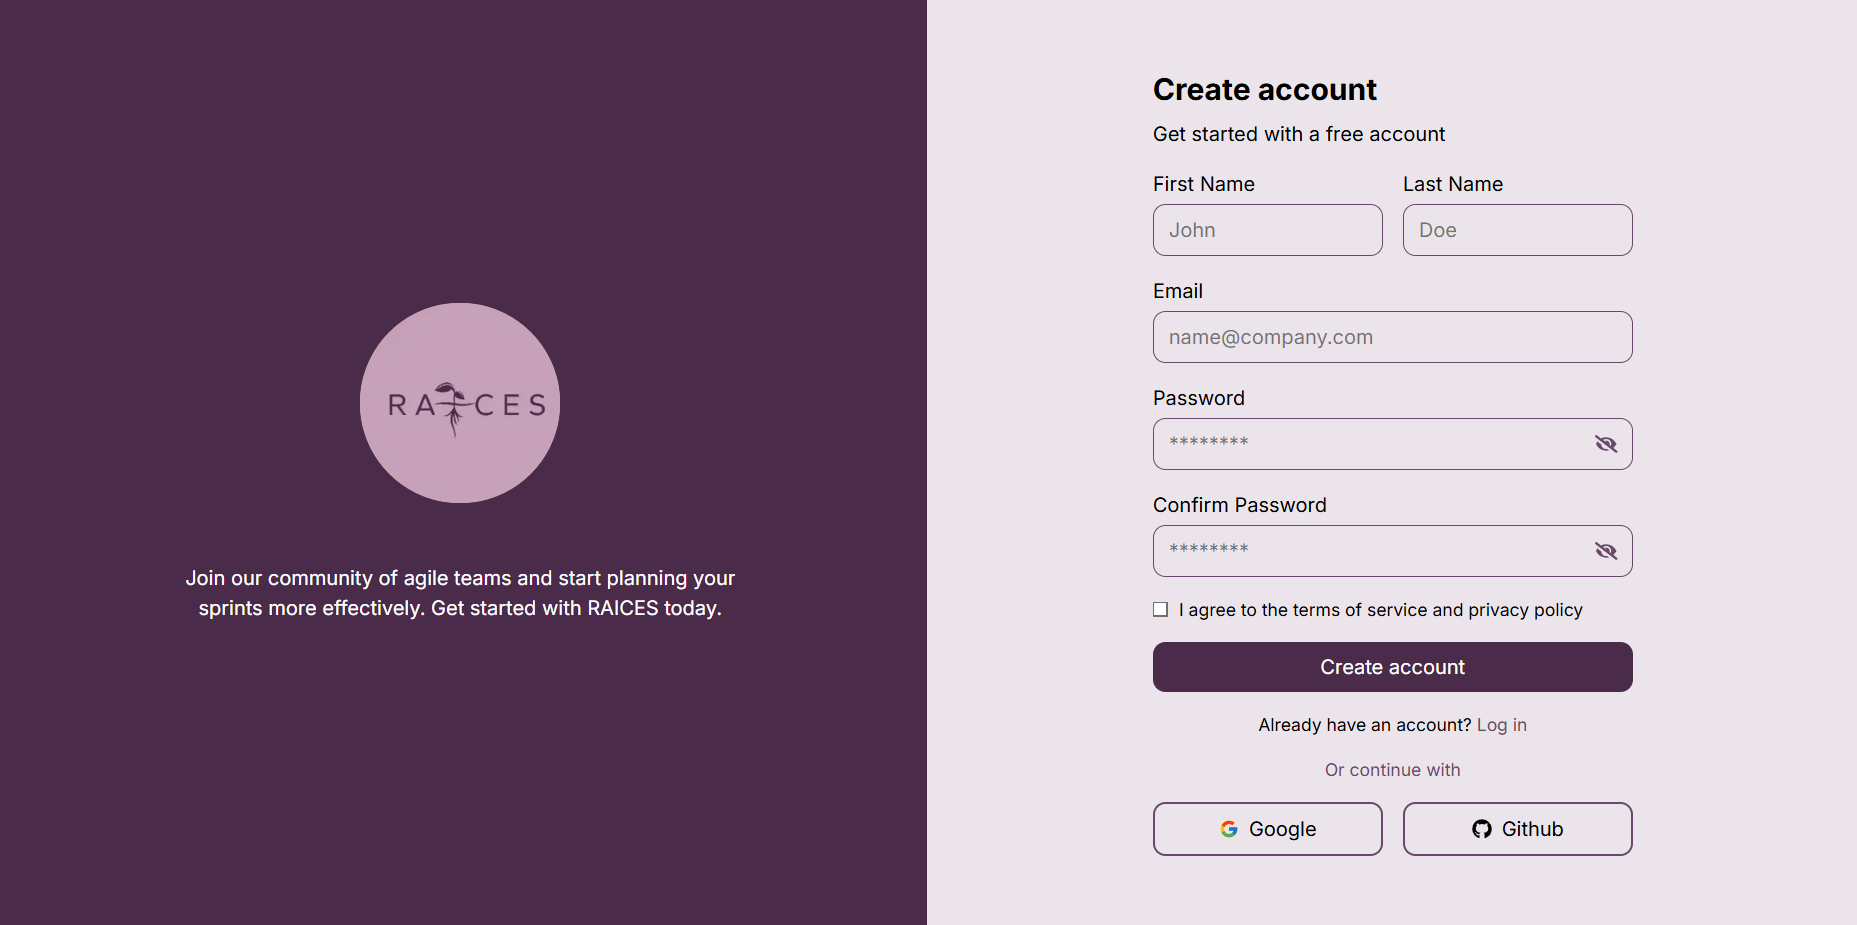 RAICES
Join our community of agile teams and start planning your
sprints more effectively. Get started with RAICES today.
Create account
Get started with a free account
First Name
Last Name
John
Doe
Email
name@company.com
Password
********
Confirm Password
********
I agree to the terms of service and privacy policy
Create account
Already have an account? Log in
Or continue with
Google
Github